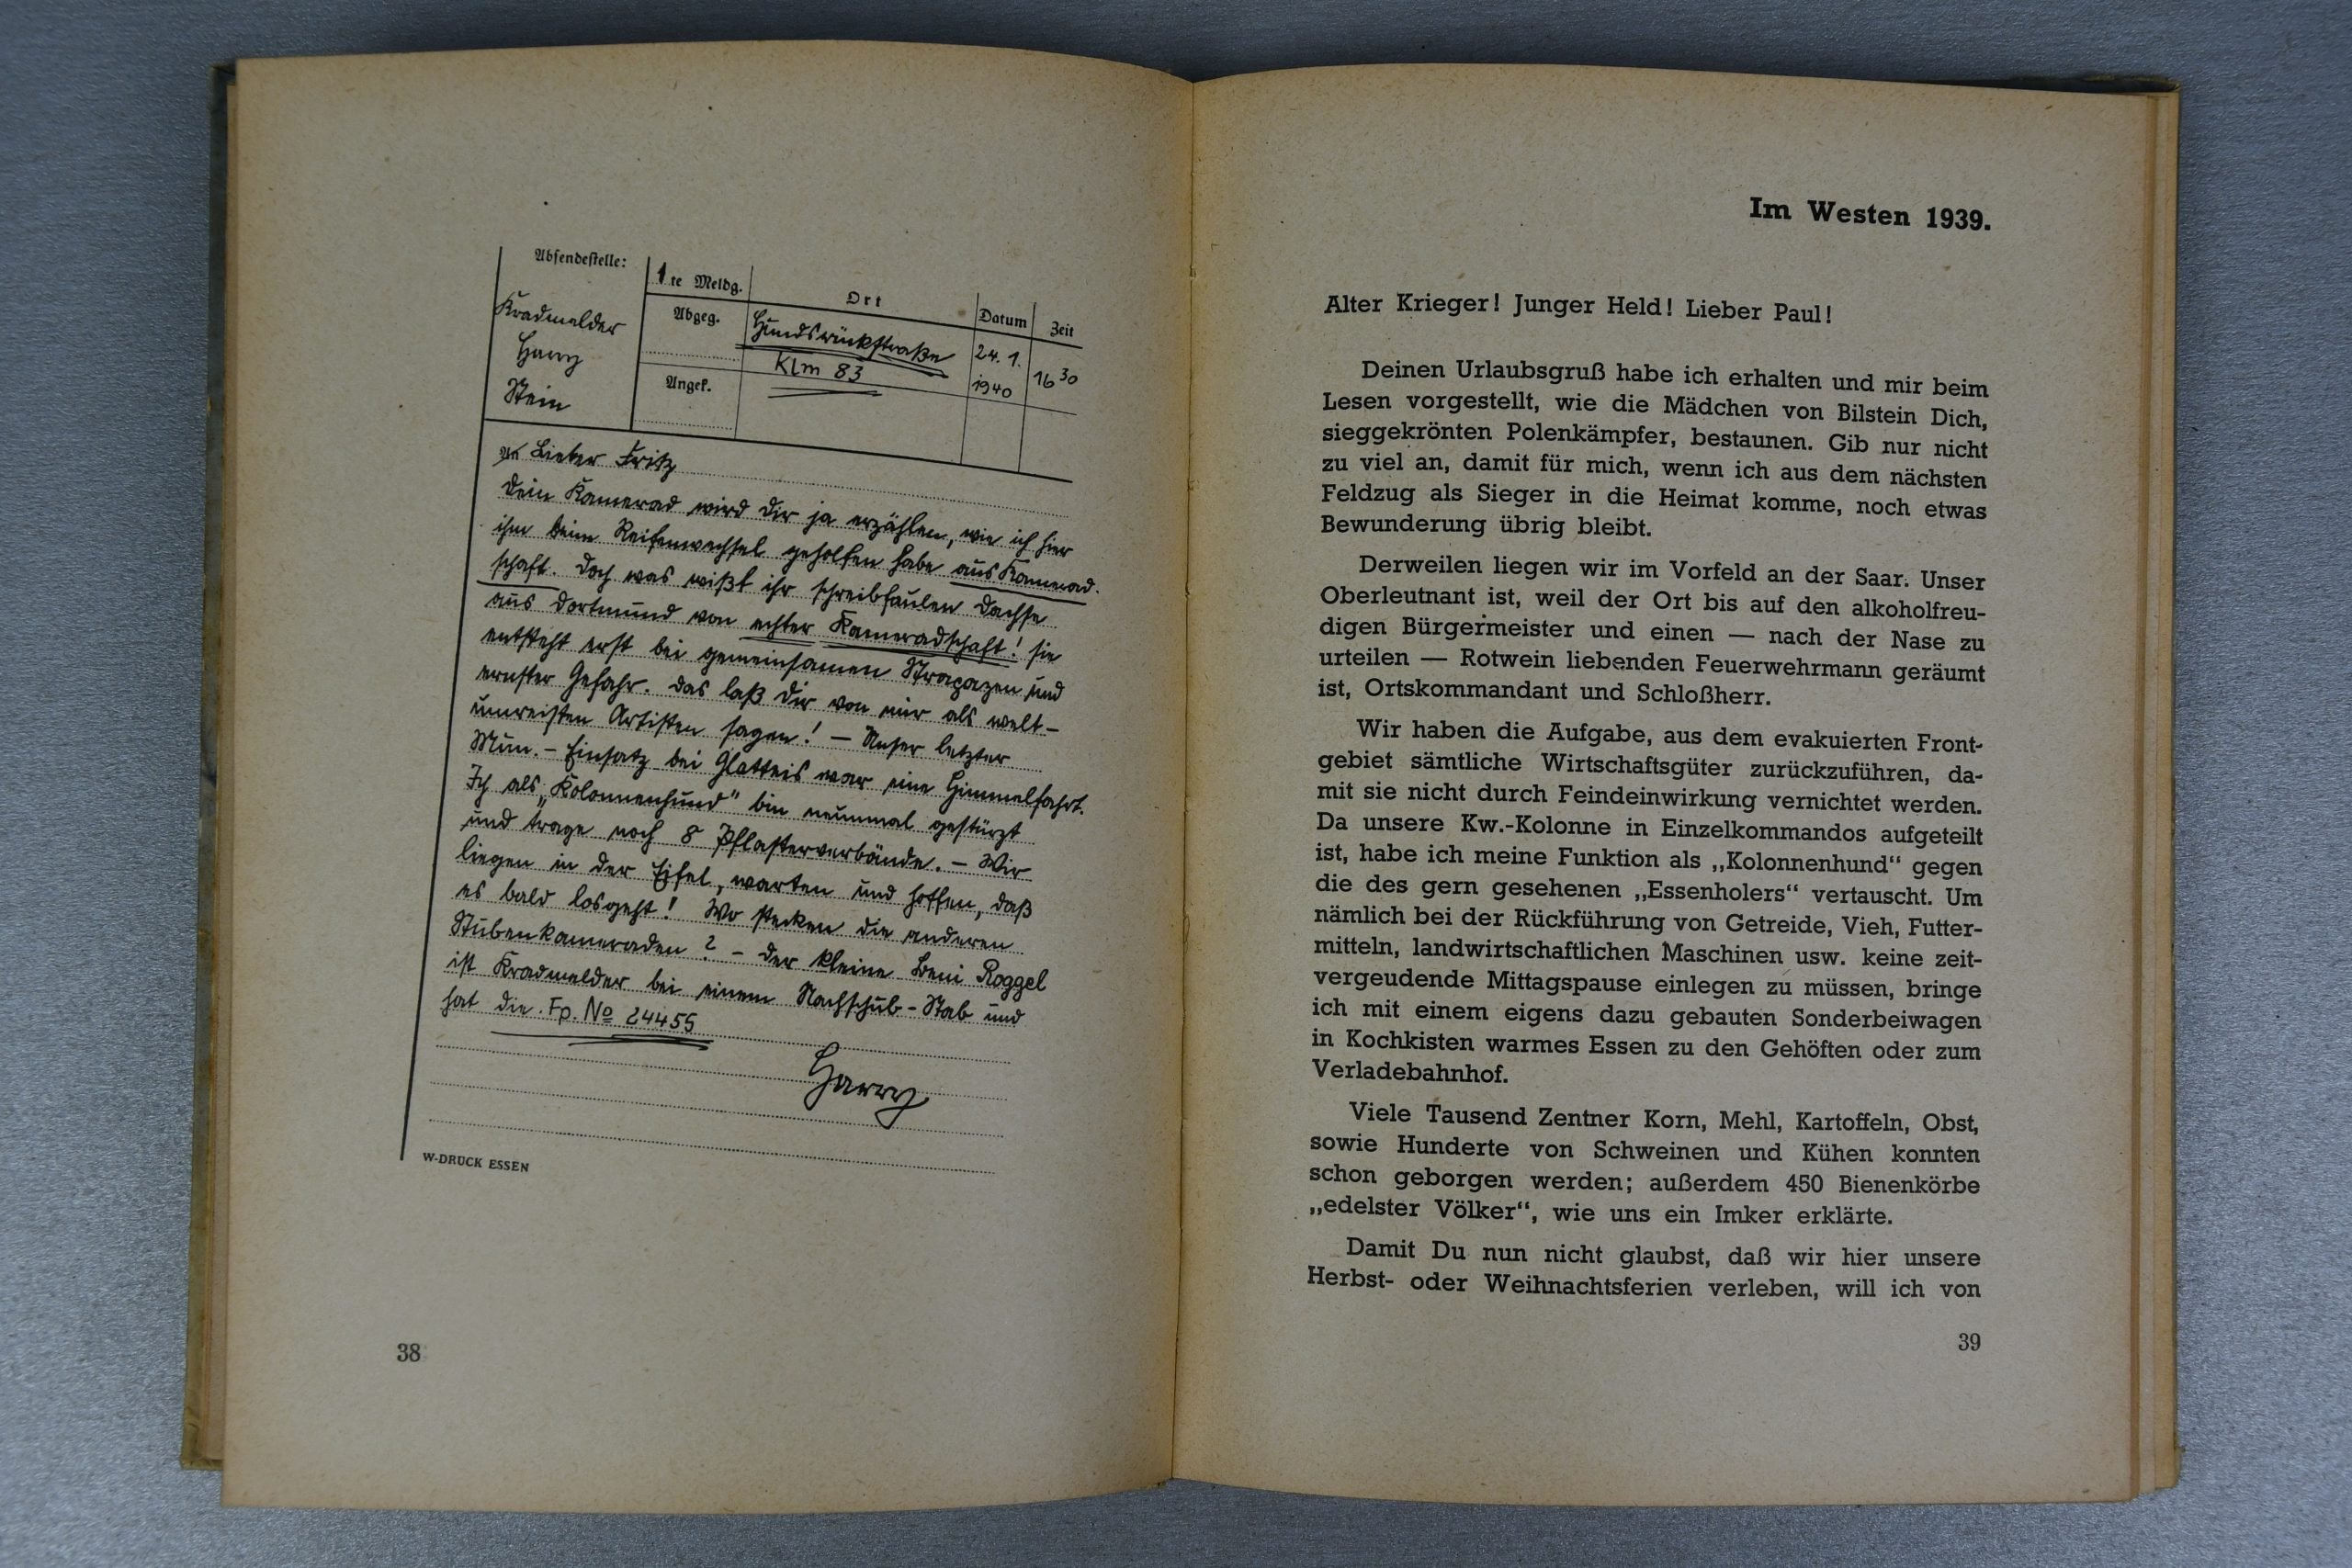 Absendestelle:
1te Meldg.
Ort
Datum
Zeit
Kradmelder
Harry
Stein
Abgeg.
Hundsrückstraße
Klm 83
24. 1.
1940
16 30
Angek.
An Lieber Fritz
Dein Kamerad wird dir ja erzählen, wie ich hier
ihm beim Reifenwechsel geholfen habe aus Kamerad-
schaft. Doch was wißt ihr schreibfaulen Dachse
aus Dortmund von echter Kameradschaft! sie
entsteht erst bei gemeinsamen Strapazen und
ernster Gefahr. Das laß dir von mir als welt-
umreisten Artisten sagen! – Unser letzter
Mun.-Einsatz bei Glatteis war eine Himmelfahrt.
Ich als „Kolonnenhund" bin neunmal gestürzt
und trage noch 8 Pflasterverbände. – Wir
liegen in der Eifel, warten und hoffen, daß
es bald losgeht! Wo stecken die anderen
Stubenkameraden? – Der kleine Beni Roggel
ist Kradmelder bei einem Nachschub-Stab und
hat die Fp. No 24455
Harry
W-DRUCK ESSEN
38
Im Westen 1939.
Alter Krieger! Junger Held! Lieber Paul!
Deinen Urlaubsgruß habe ich erhalten und mir beim
Lesen vorgestellt, wie die Mädchen von Bilstein Dich,
sieggekrönten Polenkämpfer, bestaunen. Gib nur nicht
zu viel an, damit für mich, wenn ich aus dem nächsten
Feldzug als Sieger in die Heimat komme, noch etwas
Bewunderung übrig bleibt.
Derweilen liegen wir im Vorfeld an der Saar. Unser
Oberleutnant ist, weil der Ort bis auf den alkoholfreu-
digen Bürgermeister und einen — nach der Nase zu
urteilen — Rotwein liebenden Feuerwehrmann geräumt
ist, Ortskommandant und Schloßherr.
Wir haben die Aufgabe, aus dem evakuierten Front-
gebiet sämtliche Wirtschaftsgüter zurückzuführen, da-
mit sie nicht durch Feindeinwirkung vernichtet werden.
Da unsere Kw.-Kolonne in Einzelkommandos aufgeteilt
ist, habe ich meine Funktion als „Kolonnenhund“ gegen
die des gern gesehenen „Essenholers“ vertauscht. Um
nämlich bei der Rückführung von Getreide, Vieh, Futter-
mitteln, landwirtschaftlichen Maschinen usw. keine zeit-
vergeudende Mittagspause einlegen zu müssen, bringe
ich mit einem eigens dazu gebauten Sonderbeiwagen
in Kochkisten warmes Essen zu den Gehöften oder zum
Verladebahnhof.
Viele Tausend Zentner Korn, Mehl, Kartoffeln, Obst,
sowie Hunderte von Schweinen und Kühen konnten
schon geborgen werden; außerdem 450 Bienenkörbe
„edelster Völker“, wie uns ein Imker erklärte.
Damit Du nun nicht glaubst, daß wir hier unsere
Herbst- oder Weihnachtsferien verleben, will ich von
39